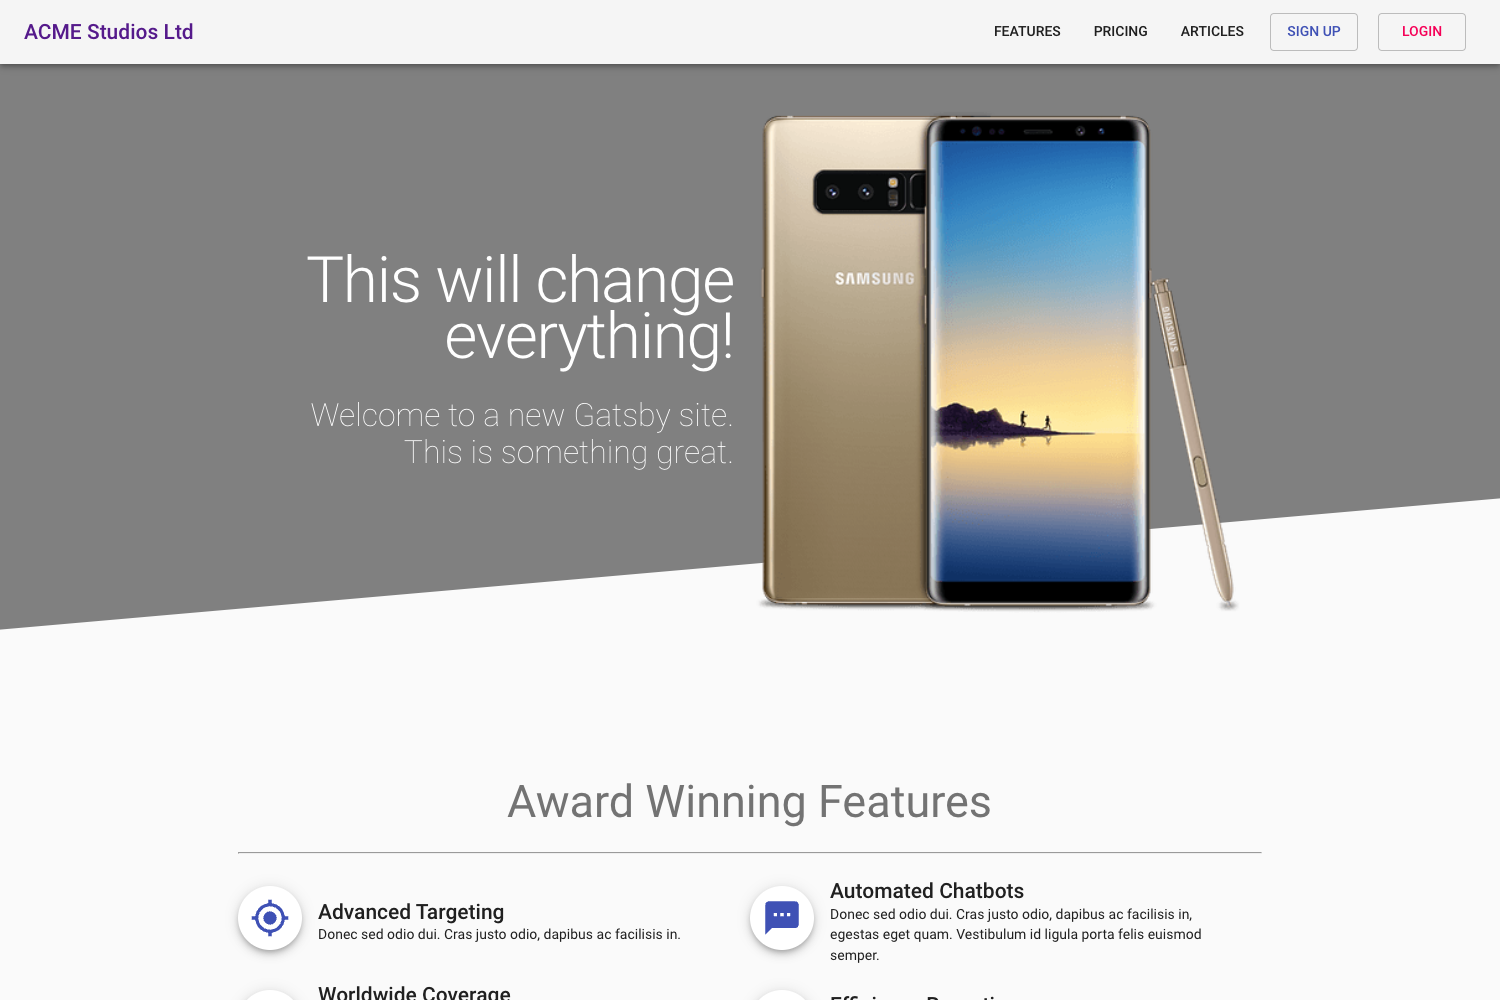 ACME Studios Ltd
FEATURES
PRICING
ARTICLES
SIGN UP
LOGIN
This will change
everything!
Welcome to a new Gatsby site.
This is something great.
SAMSUNG
SAMSUNG
Award Winning Features
Advanced Targeting
Donec sed odio dui. Cras justo odio, dapibus ac facilisis in.
Automated Chatbots
Donec sed odio dui. Cras justo odio, dapibus ac facilisis in,
egestas eget quam. Vestibulum id ligula porta felis euismod
semper.
Worldwide Coverage